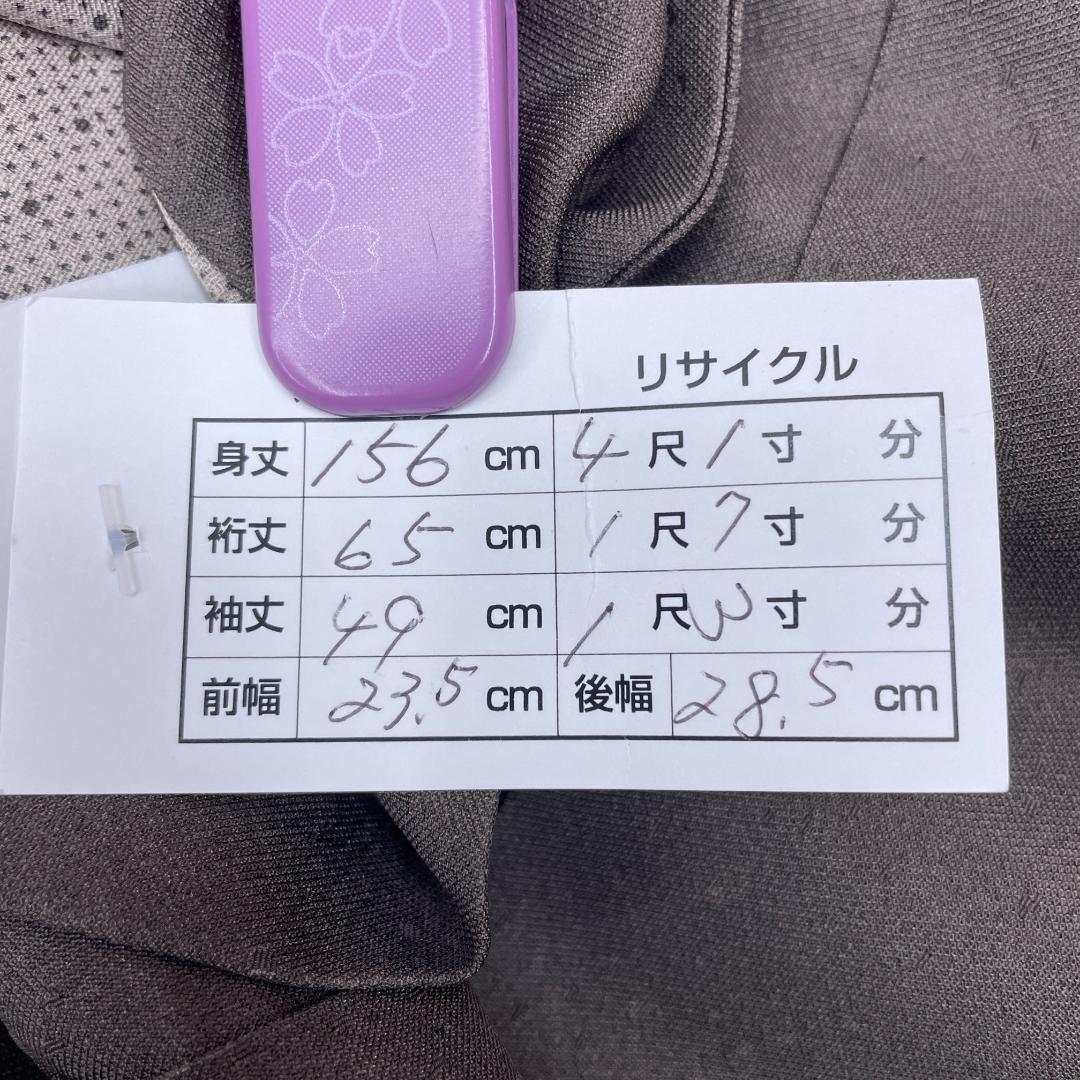 リサイクル
身丈 156 cm 4 尺 1 寸 分
裄丈 65 cm 1 尺 7 寸 分
袖丈 49 cm 1 尺 3 寸 分
前幅 23.5 cm 後幅 28.5 cm